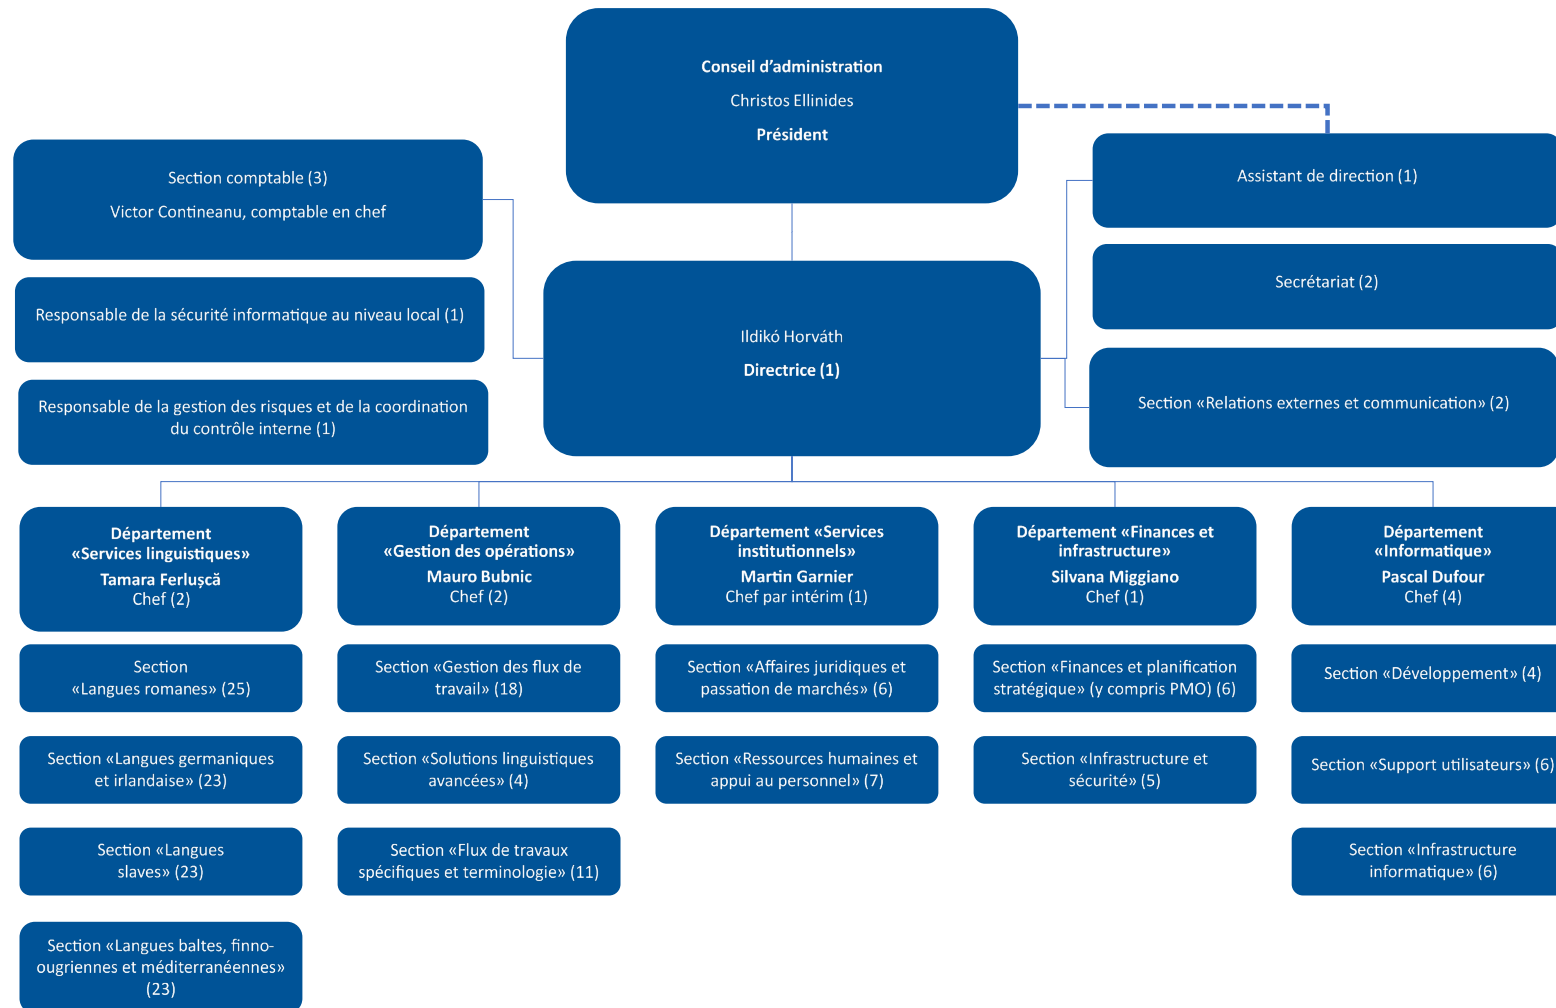 Conseil d’administration
Christos Ellinides
Président
Section comptable (3)
Victor Contineanu, comptable en chef
Responsable de la sécurité informatique au niveau local (1)
Responsable de la gestion des risques et de la coordination
du contrôle interne (1)
Ildikó Horváth
Directrice (1)
Assistant de direction (1)
Secrétariat (2)
Section «Relations externes et communication» (2)
Département
«Services linguistiques»
Tamara Ferlușcă
Chef (2)
Section
«Langues romanes» (25)
Section «Langues germaniques
et irlandaise» (23)
Section «Langues
slaves» (23)
Section «Langues baltes, finno-
ougriennes et méditerranéennes»
(23)
Département
«Gestion des opérations»
Mauro Bubnic
Chef (2)
Section «Gestion des flux de
travail» (18)
Section «Solutions linguistiques
avancées» (4)
Section «Flux de travaux
spécifiques et terminologie» (11)
Département «Services
institutionnels»
Martin Garnier
Chef par intérim (1)
Section «Affaires juridiques et
passation de marchés» (6)
Section «Ressources humaines et
appui au personnel» (7)
Département «Finances et
infrastructure»
Silvana Miggiano
Chef (1)
Section «Finances et planification
stratégique» (y compris PMO) (6)
Section «Infrastructure et
sécurité» (5)
Département
«Informatique»
Pascal Dufour
Chef (4)
Section «Développement» (4)
Section «Support utilisateurs» (6)
Section «Infrastructure
informatique» (6)